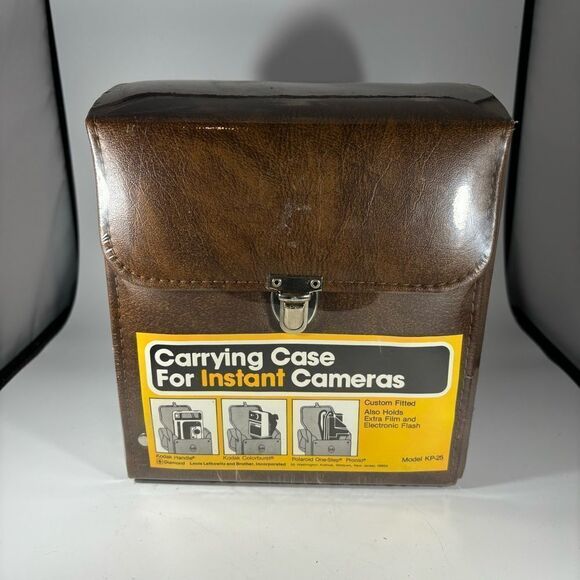 Carrying Case
For Instant Cameras
Custom Fitted
Also Holds
Extra Film and
Electronic Flash
Kodak Handle®
Kodak Colorburst®
Polaroid One-Step® Pronto!®
Diamond Louis Lefkowitz and Brother, Incorporated
Model KP-25